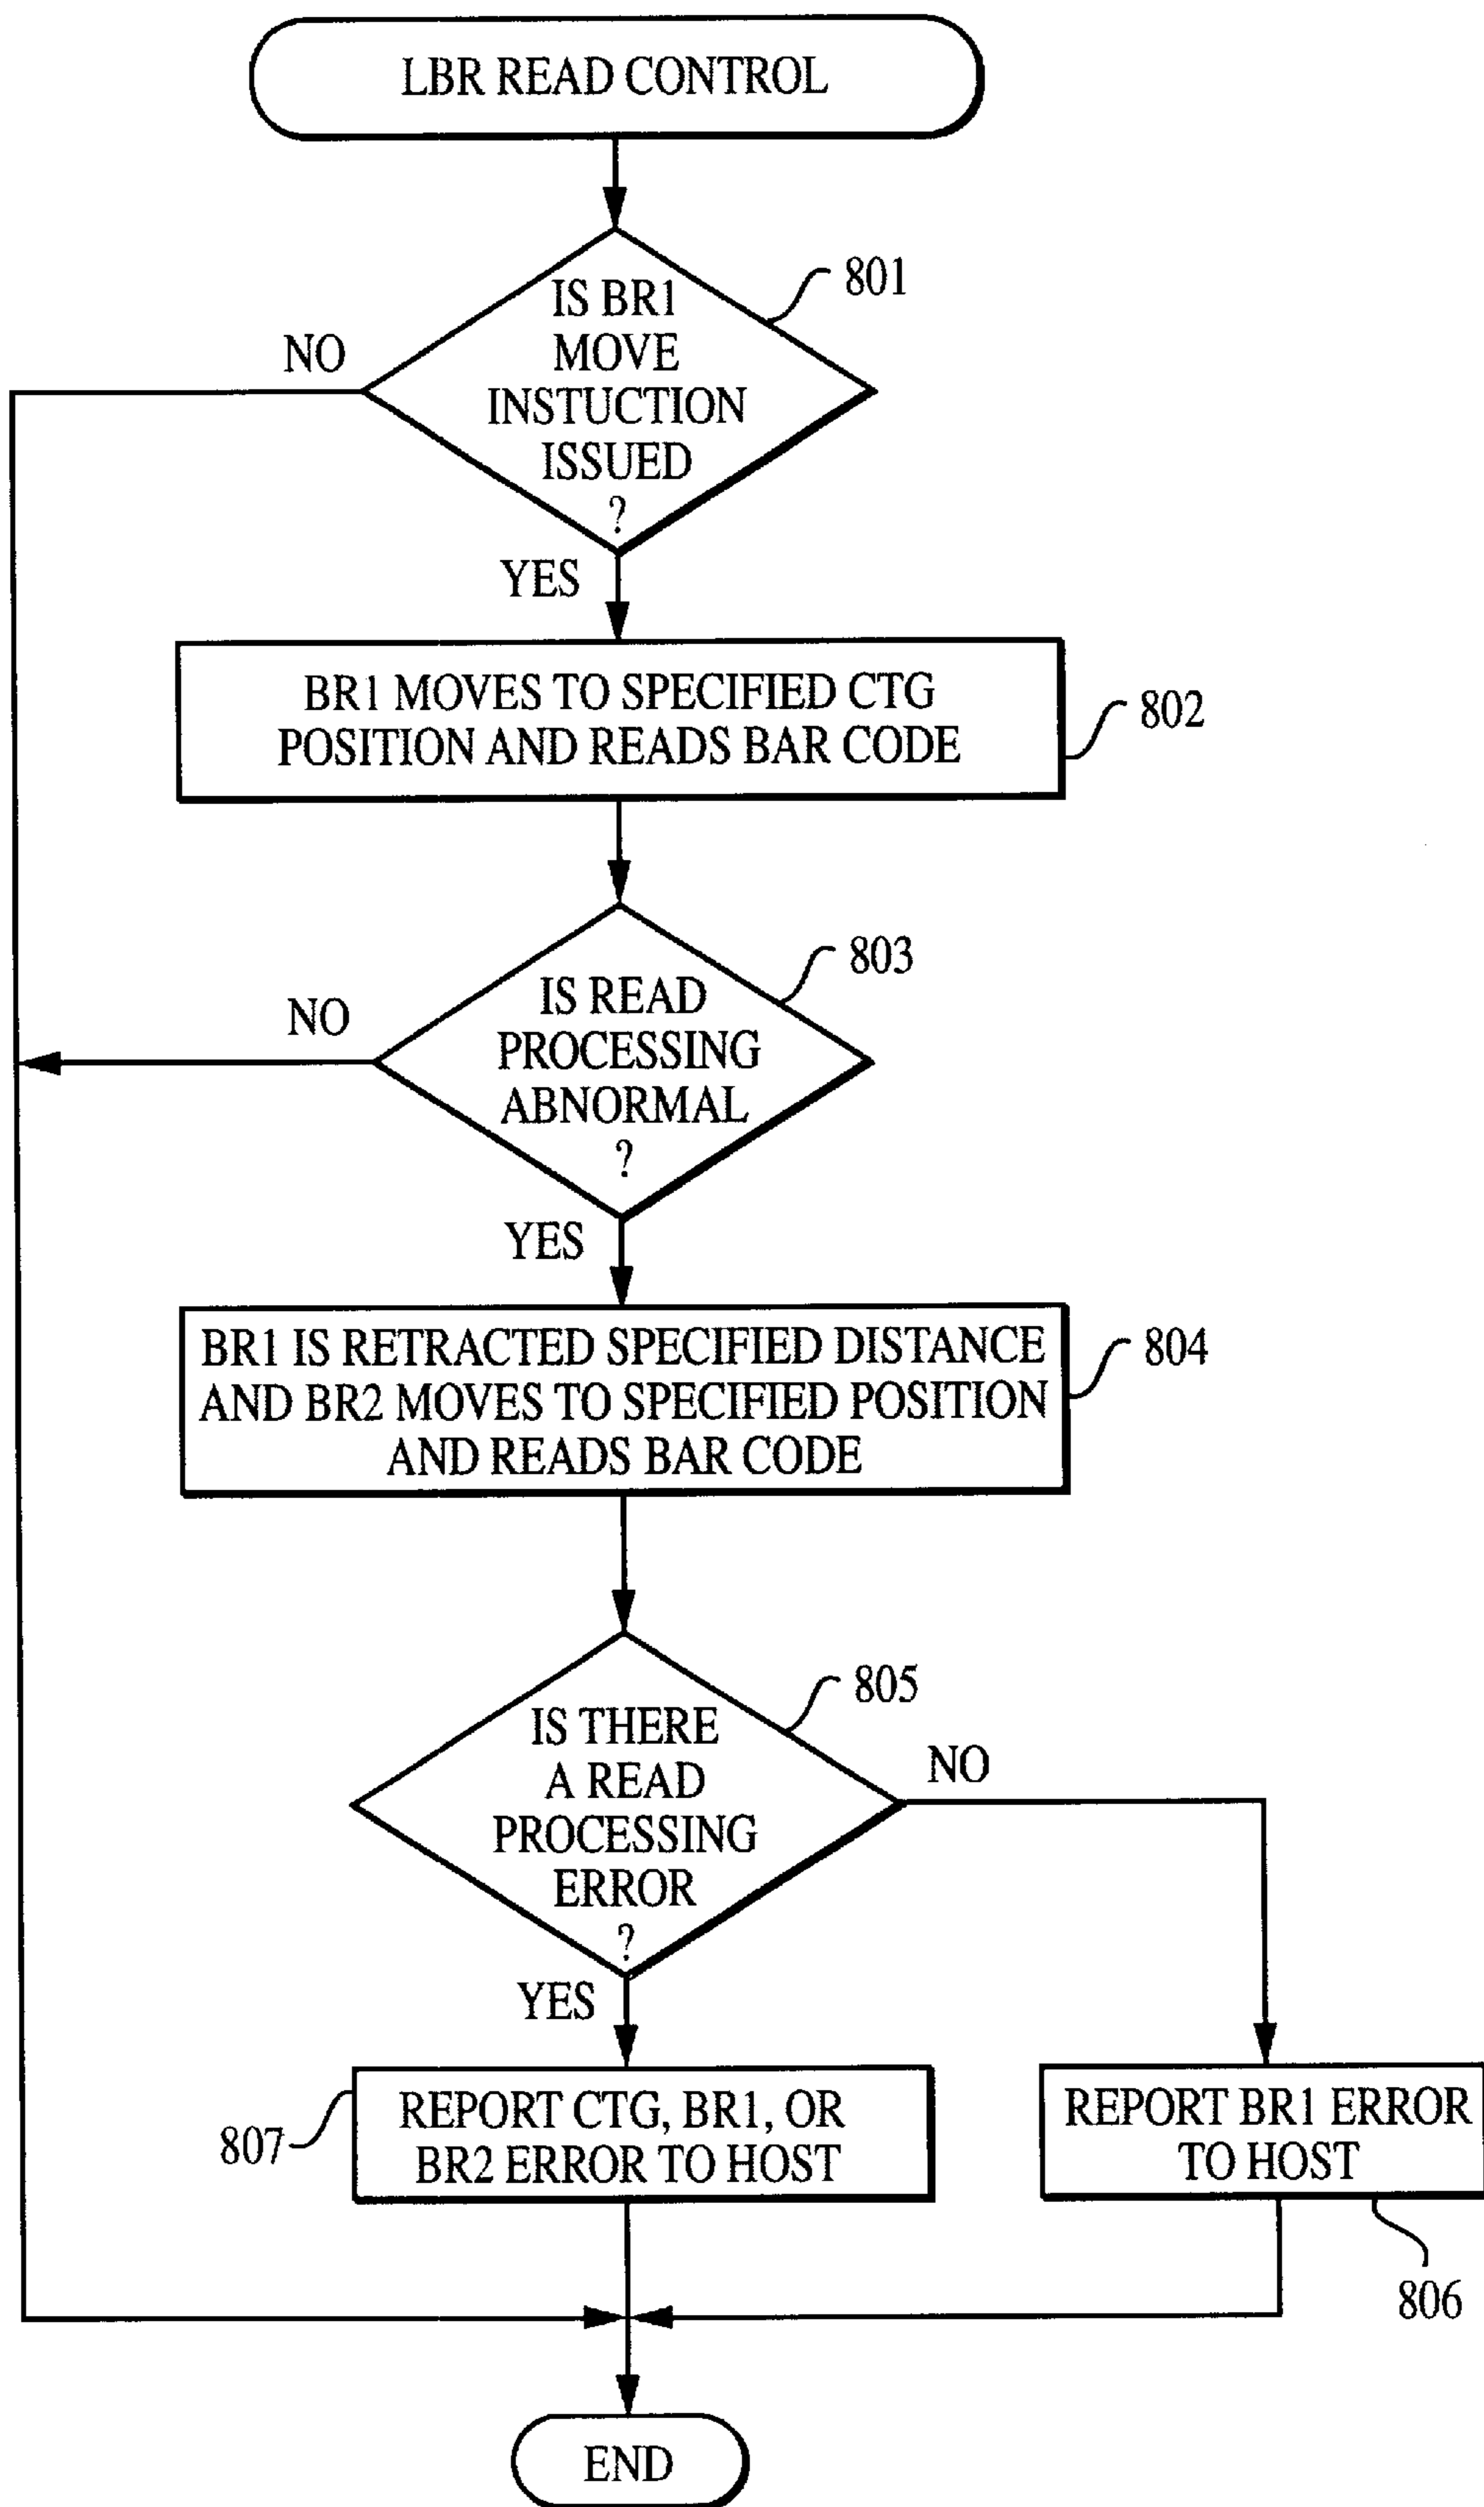 LBR READ CONTROL
801
IS BR1
MOVE
INSTUCTION
ISSUED
?
NO
YES
BR1 MOVES TO SPECIFIED CTG
POSITION AND READS BAR CODE
802
803
IS READ
PROCESSING
ABNORMAL
?
NO
YES
BR1 IS RETRACTED SPECIFIED DISTANCE
AND BR2 MOVES TO SPECIFIED POSITION
AND READS BAR CODE
804
805
IS THERE
A READ
PROCESSING
ERROR
?
NO
YES
807
REPORT CTG, BR1, OR
BR2 ERROR TO HOST
REPORT BR1 ERROR
TO HOST
806
END